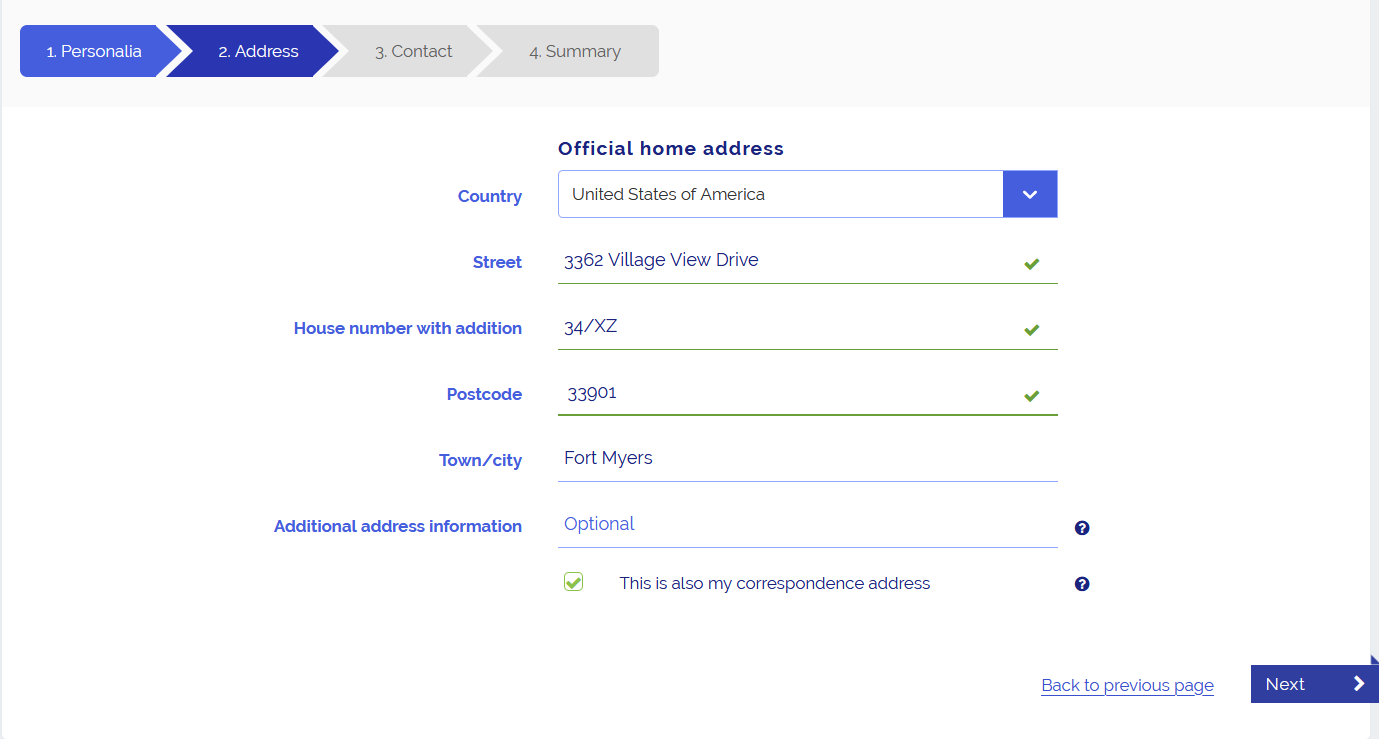 1. Personalia
2. Address
3. Contact
4. Summary
Official home address
Country
United States of America
Street
3362 Village View Drive
House number with addition
34/XZ
Postcode
33901
Town/city
Fort Myers
Additional address information
Optional
This is also my correspondence address
Back to previous page
Next